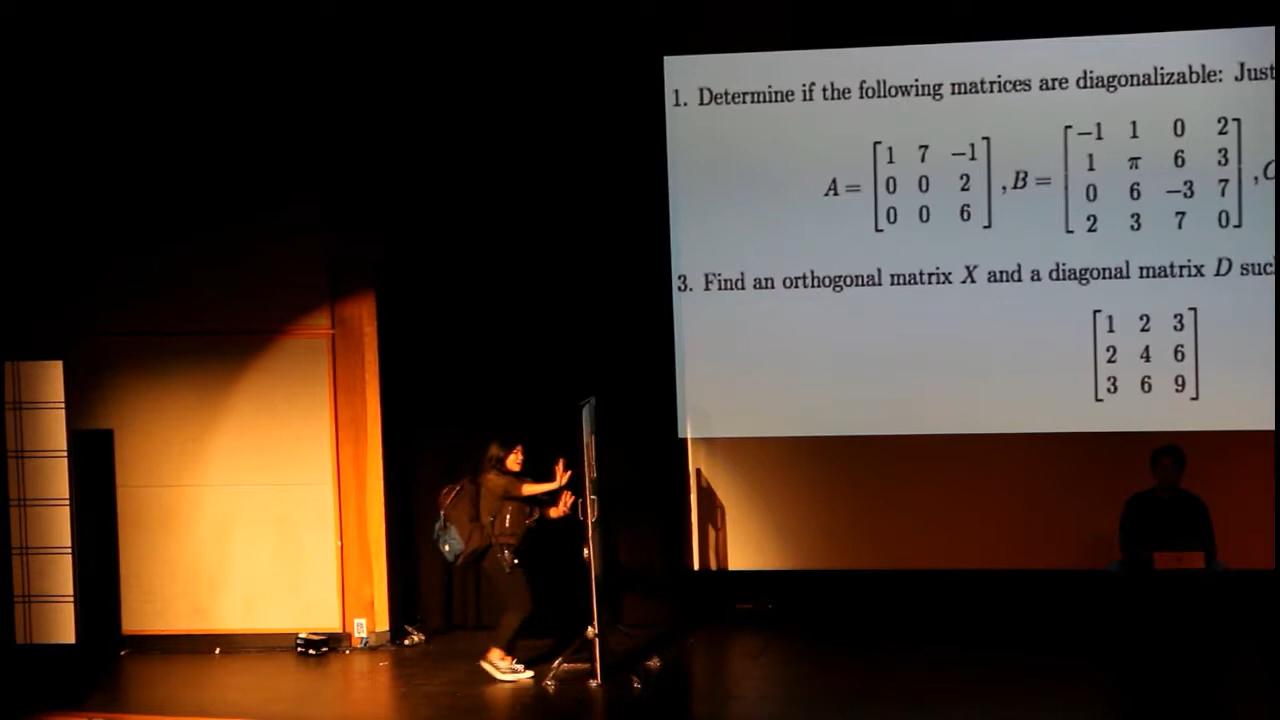 1. Determine if the following matrices are diagonalizable: Just
A = [1 7 −1
0 0 2
0 0 6], B = [−1 1 0 2
1 π 6 3
0 6 −3 7
2 3 7 0], C
3. Find an orthogonal matrix X and a diagonal matrix D suc
[1 2 3
2 4 6
3 6 9]